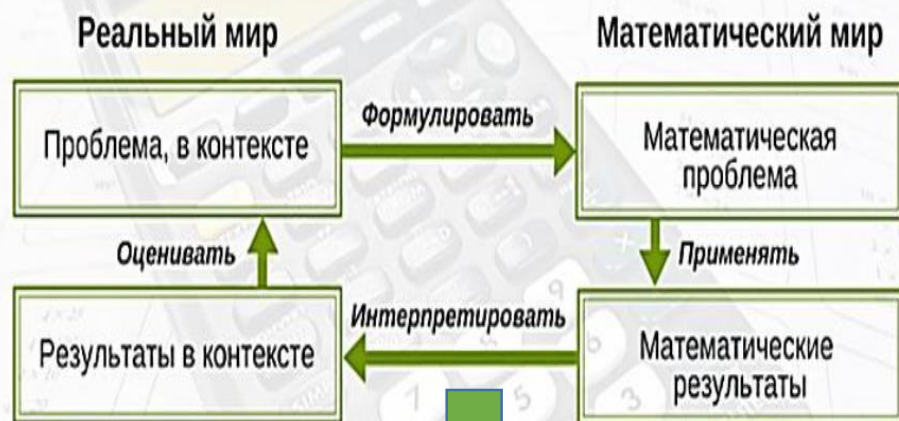 Реальный мир
Математический мир
Проблема, в контексте
Формулировать
Математическая
проблема
Оценивать
Применять
Результаты в контексте
Интерпретировать
Математические
результаты